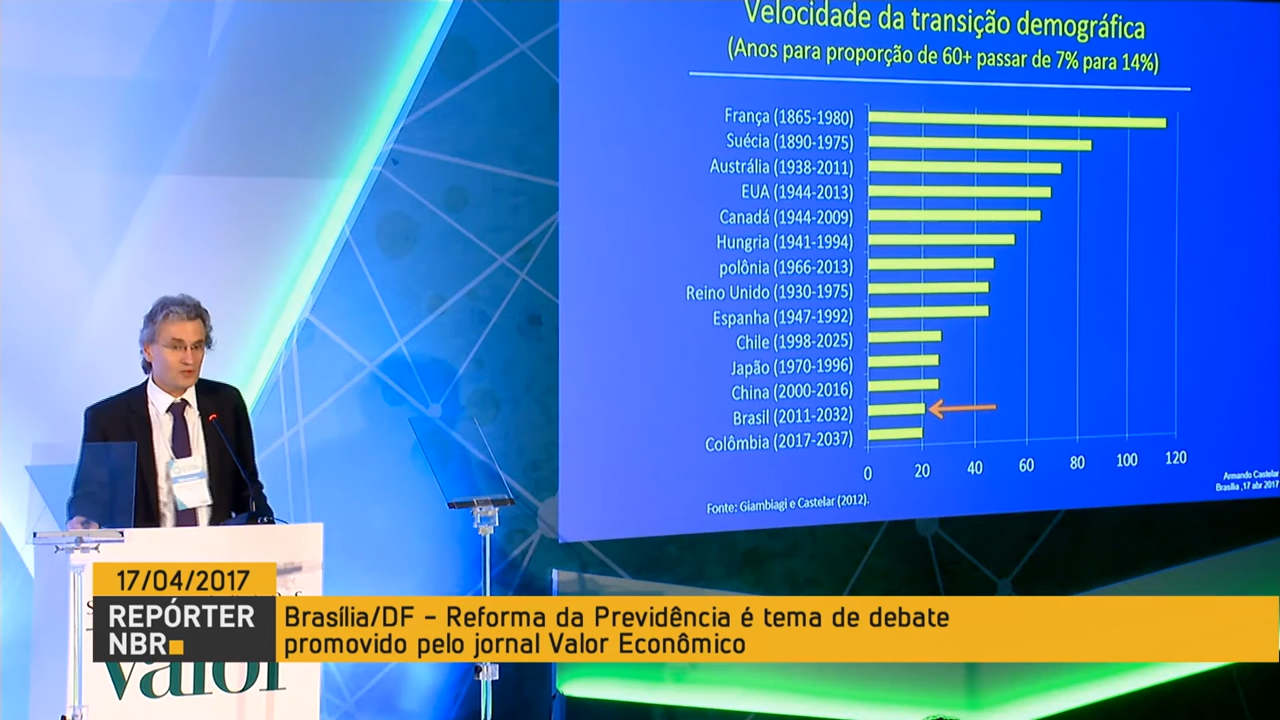 Velocidade da transição demográfica
(Anos para proporção de 60+ passar de 7% para 14%)
França (1865-1980)
Suécia (1890-1975)
Austrália (1938-2011)
EUA (1944-2013)
Canadá (1944-2009)
Hungria (1941-1994)
polônia (1966-2013)
Reino Unido (1930-1975)
Espanha (1947-1992)
Chile (1998-2025)
Japão (1970-1996)
China (2000-2016)
Brasil (2011-2032)
Colômbia (2017-2037)
0 20 40 60 80 100 120
Fonte: Giambiagi e Castelar (2012).
Armando Castelar
Brasília ,17 abr 2017
17/04/2017
REPÓRTER
NBR
Brasília/DF – Reforma da Previdência é tema de debate
promovido pelo jornal Valor Econômico
Valor